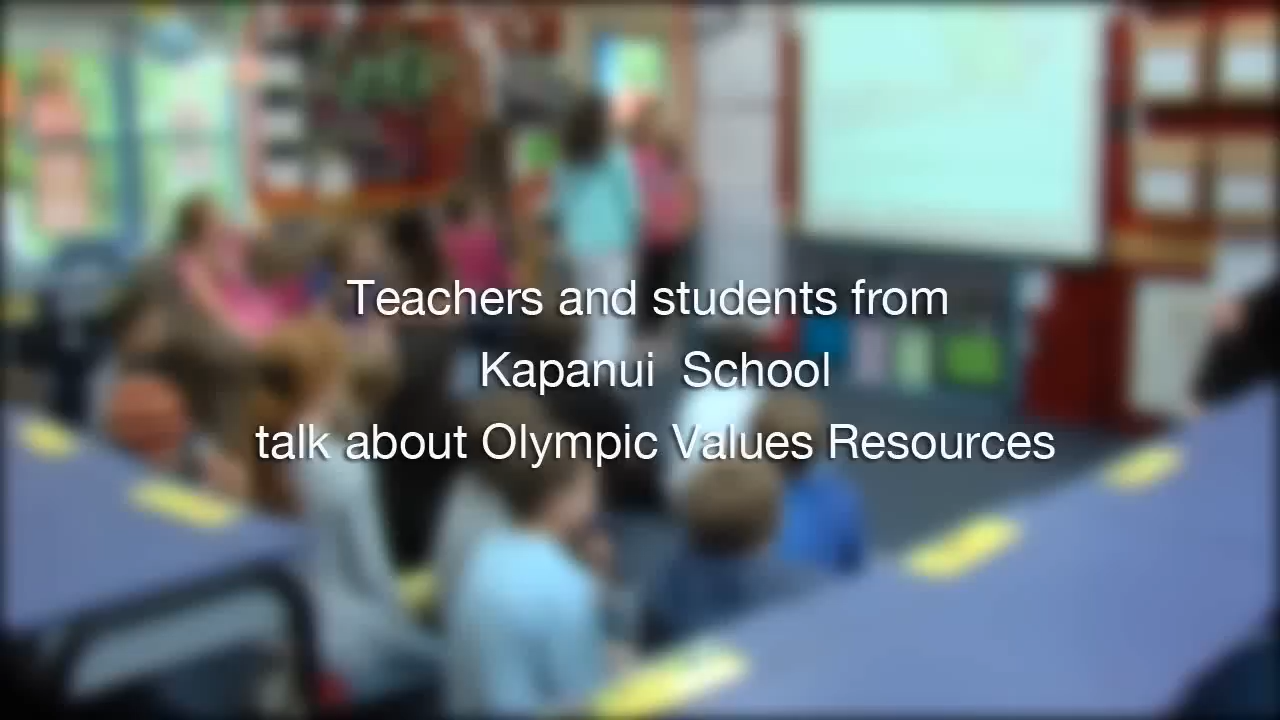 Teachers and students from
Kapanui School
talk about Olympic Values Resources